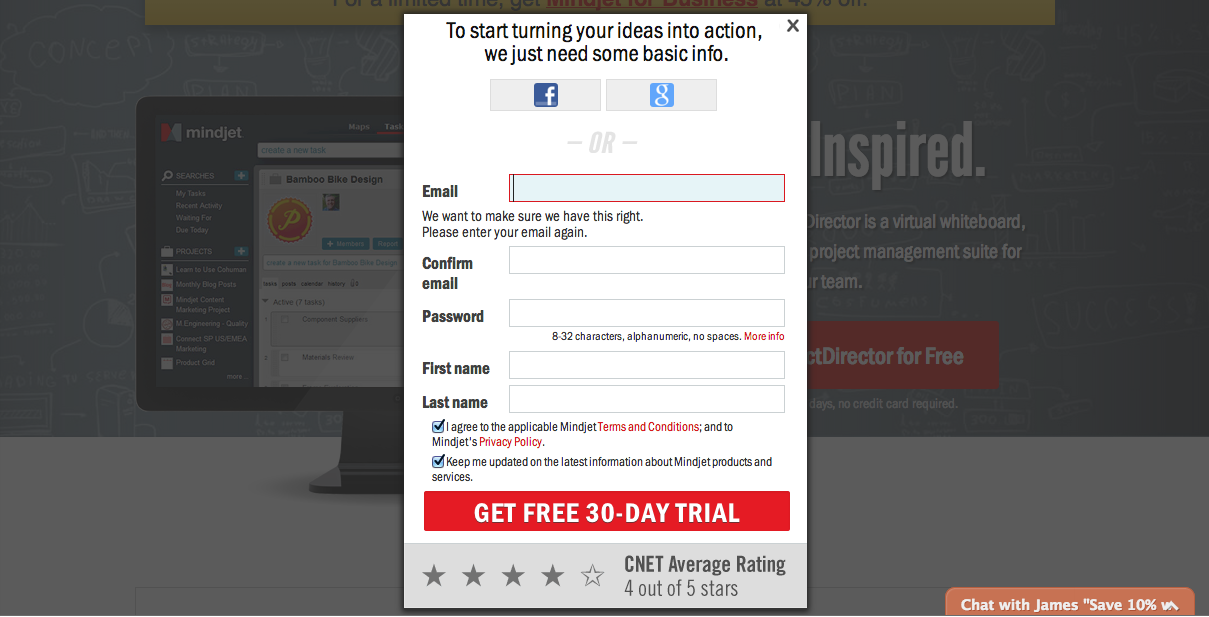 For a limited time, get Mindjet for Business at 45% off.
To start turning your ideas into action,
we just need some basic info.
— OR —
Email
We want to make sure we have this right.
Please enter your email again.
Confirm
email
Password
8-32 characters, alphanumeric, no spaces. More info
First name
Last name
I agree to the applicable Mindjet Terms and Conditions; and to
Mindjet's Privacy Policy.
Keep me updated on the latest information about Mindjet products and
services.
GET FREE 30-DAY TRIAL
CNET Average Rating
4 out of 5 stars
CONCEPT
STRATEGY
PLAN
mindjet
Maps Task
create a new task
SEARCHES
My Tasks
Recent Activity
Waiting For
Due Today
PROJECTS
Learn to Use Cohuman
Monthly Blog Posts
Mindjet Content
Marketing Project
M.Engineering - Quality
Connect SP US/EMEA
Marketing
Product God
more...
Bamboo Bike Design
Members Report
create a new task for Bamboo Bike Design
tasks posts calendar history
Active (7 tasks)
1 Component Suppliers
2 Materials Review
Inspired.
Director is a virtual whiteboard,
project management suite for
r team.
ctDirector for Free
days, no credit card required.
Chat with James "Save 10% w